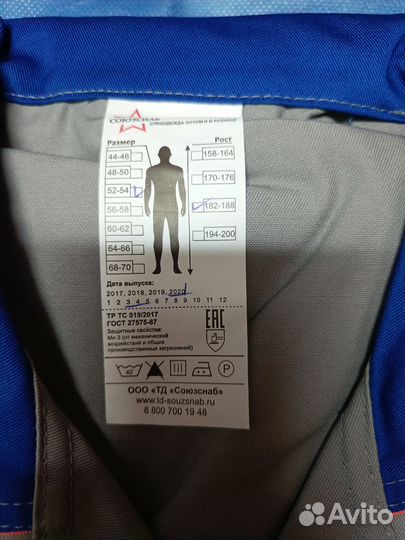 СОЮЗСНАБ
СПЕЦОДЕЖДА ОПТОМ И В РОЗНИЦУ
Размер Рост
44-46 158-164
48-50 170-176
52-54 182-188
56-58 194-200
60-62
64-66
68-70
Дата выпуска:
2017, 2018, 2019, 2020
1 2 3 4 5 6 7 8 9 10 11 12
ТР ТС 019/2017
ГОСТ 27575-87
Защитные свойства:
Ми З (от механический
воздействий и общих
производственных загрязнений)
EAC
40
P
ООО «ТД «Союзснаб»
www.td-souzsnab.ru
8 800 700 19 48
Avito